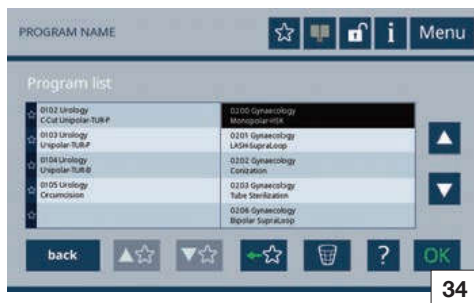 PROGRAM NAME
i
Menu
Program list
0102 Urology
C-Cut Unipolar-TUR-P
0103 Urology
Unipolar-TUR-P
0104 Urology
Unipolar-TUR-B
0105 Urology
Circumcision
0200 Gynaecology
Monopolar-HSK
0201 Gynaecology
LASH-SupraLoop
0202 Gynaecology
Conization
0203 Gynaecology
Tube Sterilization
0206 Gynaecology
Bipolar SupraLoop
back
?
OK
34